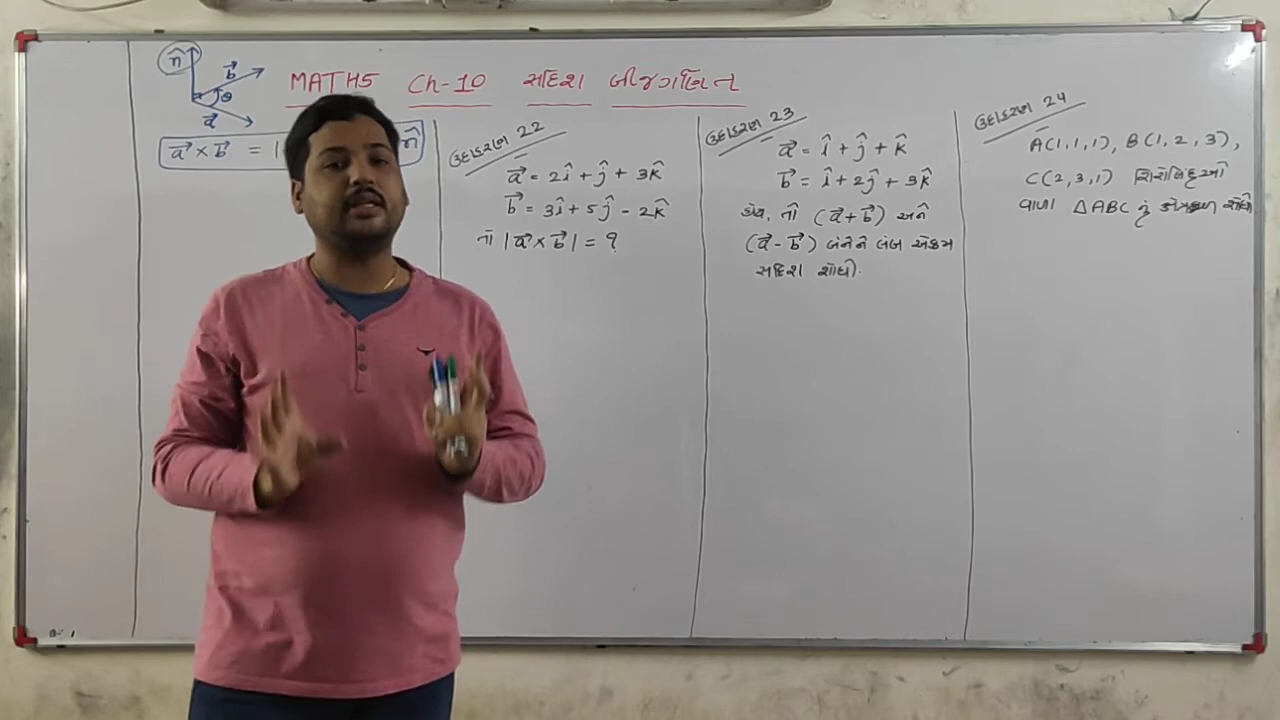 n̂
b⃗
θ
a⃗
MATHS Ch-10 સદિશ બીજગણિત
a⃗ × b⃗ = | n̂
ઉદાહરણ 22
a⃗ = 2î + ĵ + 3k̂
b⃗ = 3î + 5ĵ - 2k̂
તો |a⃗ × b⃗| = ?
ઉદાહરણ 23
a⃗ = î + ĵ + k̂
b⃗ = î + 2ĵ + 3k̂
હોય, તો (a⃗+b⃗) અને
(a⃗ - b⃗) બંનેને લંબ એકમ
સદિશ શોધો.
ઉદાહરણ 24
A(1,1,1), B(1,2,3),
C(2,3,1) શિરોબિંદુઓ
વાળા ΔABC નું શોધો